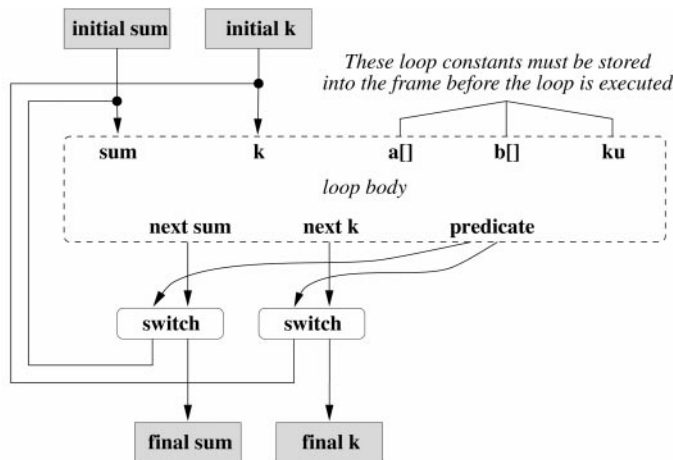 initial sum
initial k
These loop constants must be stored
into the frame before the loop is executed
sum
k
a[]
b[]
ku
loop body
next sum
next k
predicate
switch
switch
final sum
final k